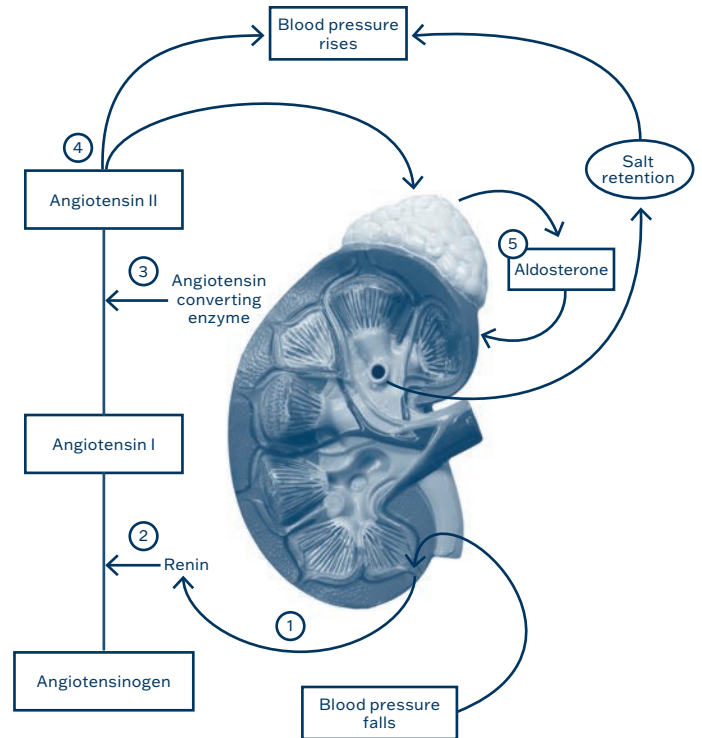 Blood pressure
rises
4
Salt
retention
Angiotensin II
5
Aldosterone
3
Angiotensin
converting
enzyme
Angiotensin I
2
Renin
1
Angiotensinogen
Blood pressure
falls